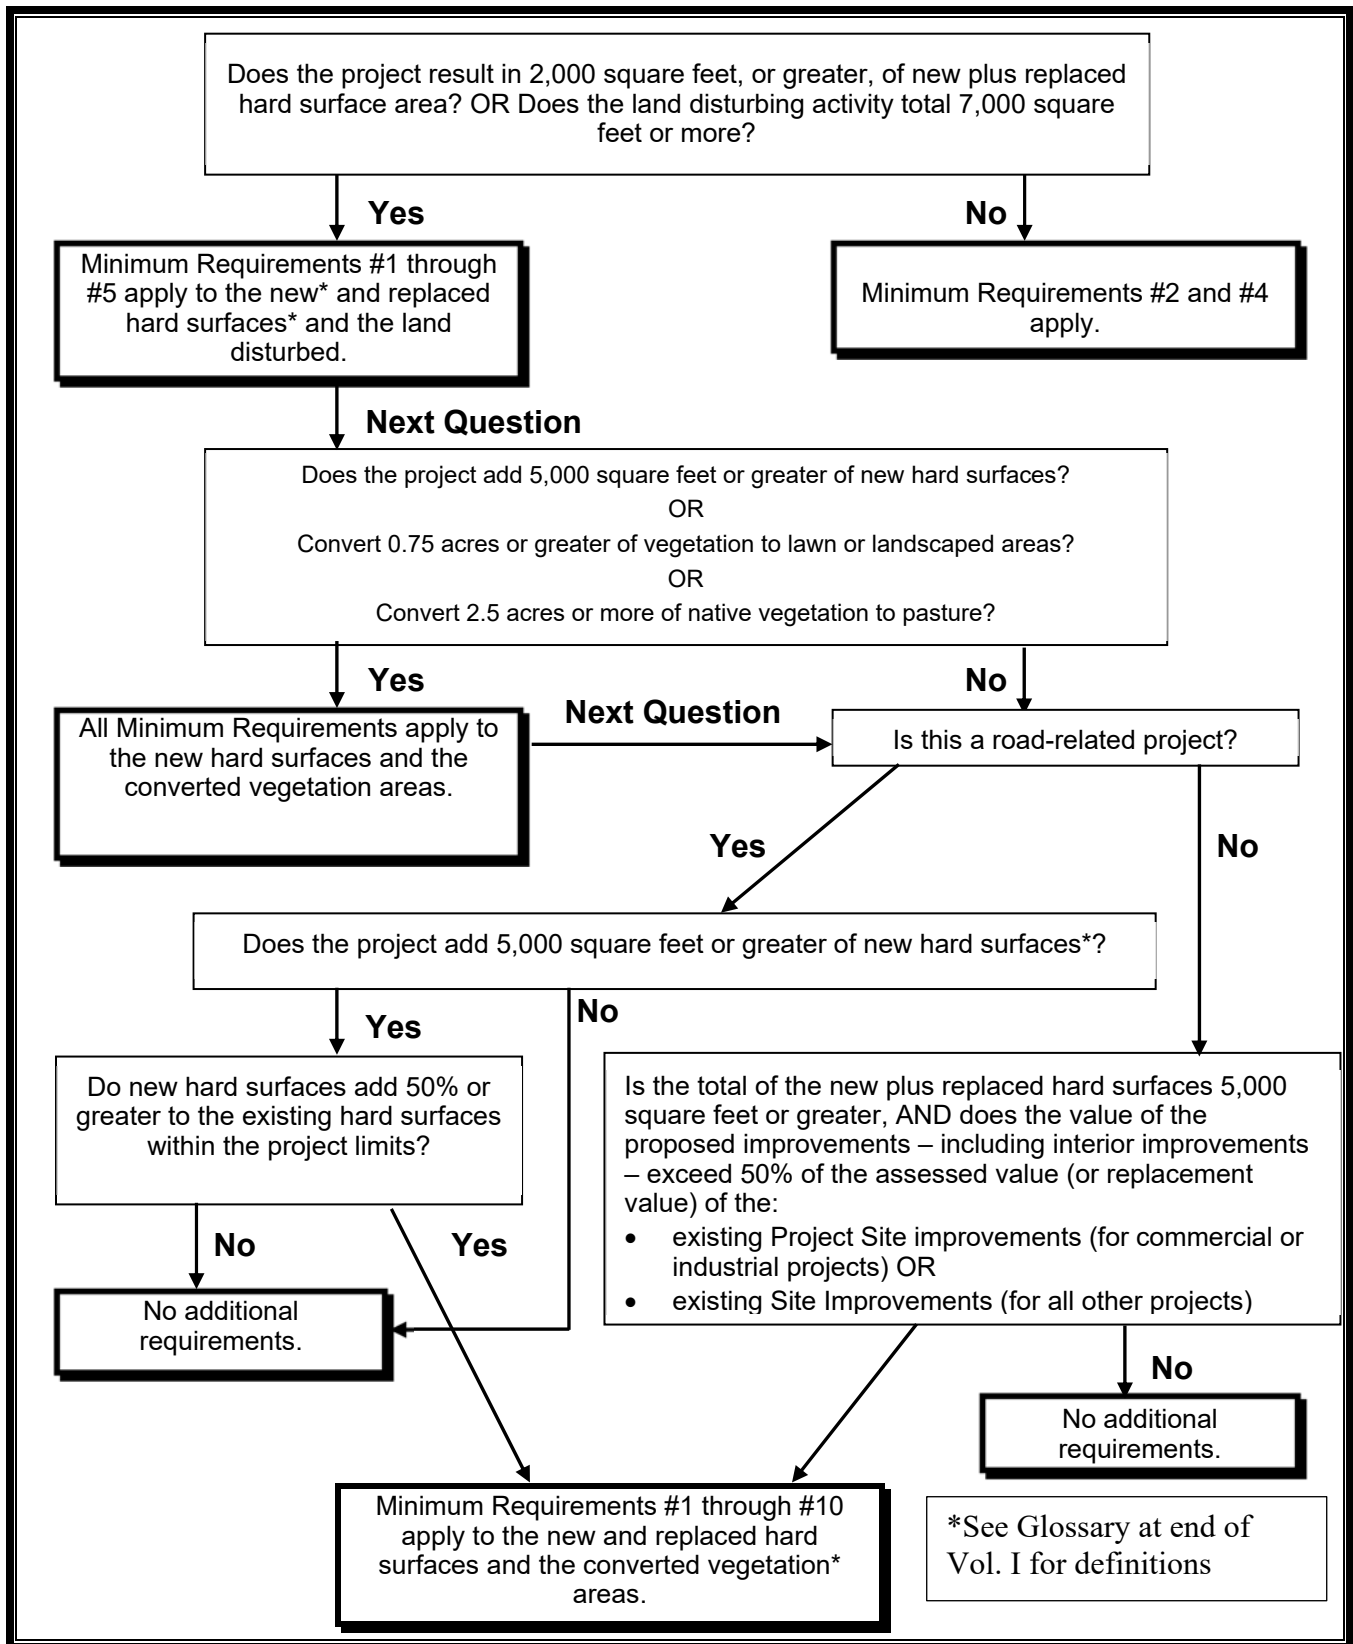 Does the project result in 2,000 square feet, or greater, of new plus replaced
hard surface area? OR Does the land disturbing activity total 7,000 square
feet or more?
Yes
No
Minimum Requirements #1 through
#5 apply to the new* and replaced
hard surfaces* and the land
disturbed.
Minimum Requirements #2 and #4
apply.
Next Question
Does the project add 5,000 square feet or greater of new hard surfaces?
OR
Convert 0.75 acres or greater of vegetation to lawn or landscaped areas?
OR
Convert 2.5 acres or more of native vegetation to pasture?
Yes
No
All Minimum Requirements apply to
the new hard surfaces and the
converted vegetation areas.
Next Question
Is this a road-related project?
Yes
No
Does the project add 5,000 square feet or greater of new hard surfaces*?
Yes
No
Do new hard surfaces add 50% or
greater to the existing hard surfaces
within the project limits?
Is the total of the new plus replaced hard surfaces 5,000
square feet or greater, AND does the value of the
proposed improvements – including interior improvements
– exceed 50% of the assessed value (or replacement
value) of the:
• existing Project Site improvements (for commercial or
industrial projects) OR
• existing Site Improvements (for all other projects)
No
Yes
No additional
requirements.
No
No additional
requirements.
Minimum Requirements #1 through #10
apply to the new and replaced hard
surfaces and the converted vegetation*
areas.
*See Glossary at end of
Vol. I for definitions